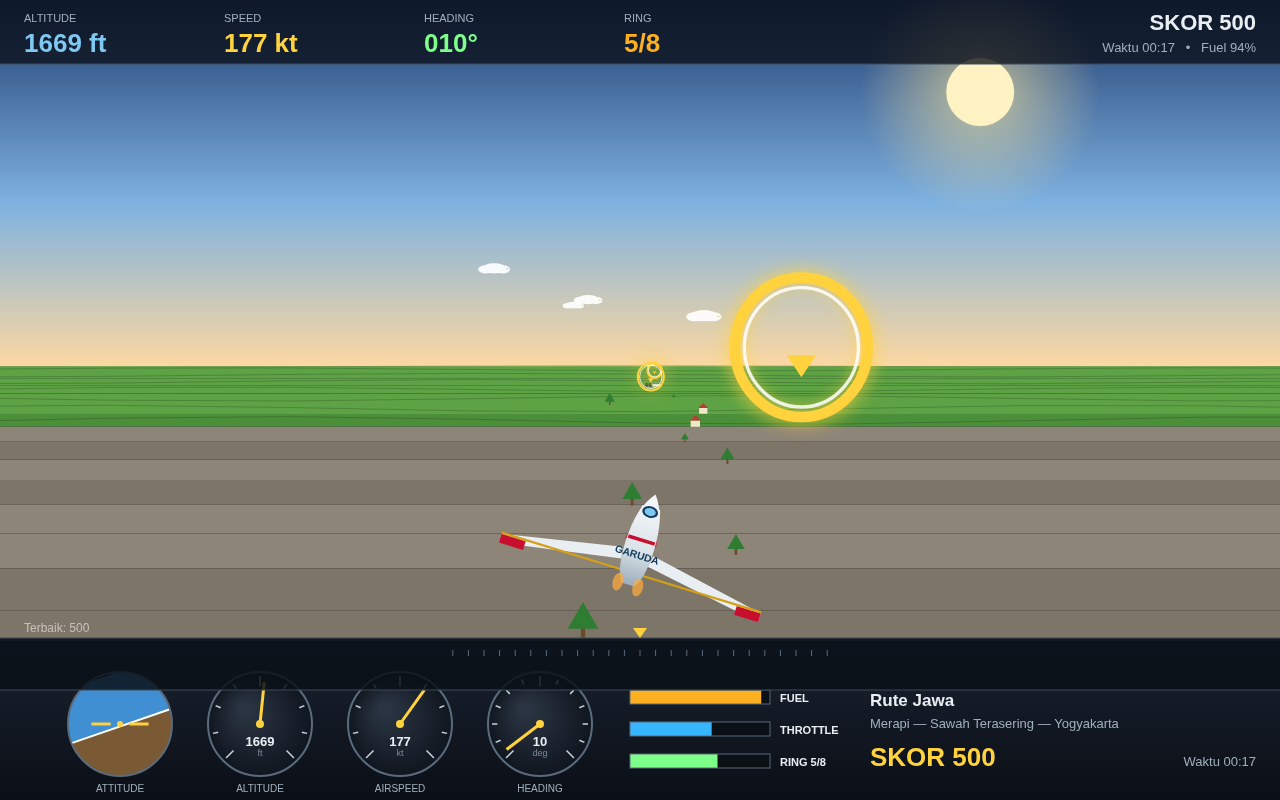 ALTITUDE
1669 ft
SPEED
177 kt
HEADING
010°
RING
5/8
SKOR 500
Waktu 00:17 • Fuel 94%
GARUDA
Terbaik: 500
1669
ft
ATTITUDE
ALTITUDE
177
kt
AIRSPEED
10
deg
HEADING
FUEL
THROTTLE
RING 5/8
Rute Jawa
Merapi — Sawah Terasering — Yogyakarta
SKOR 500
Waktu 00:17